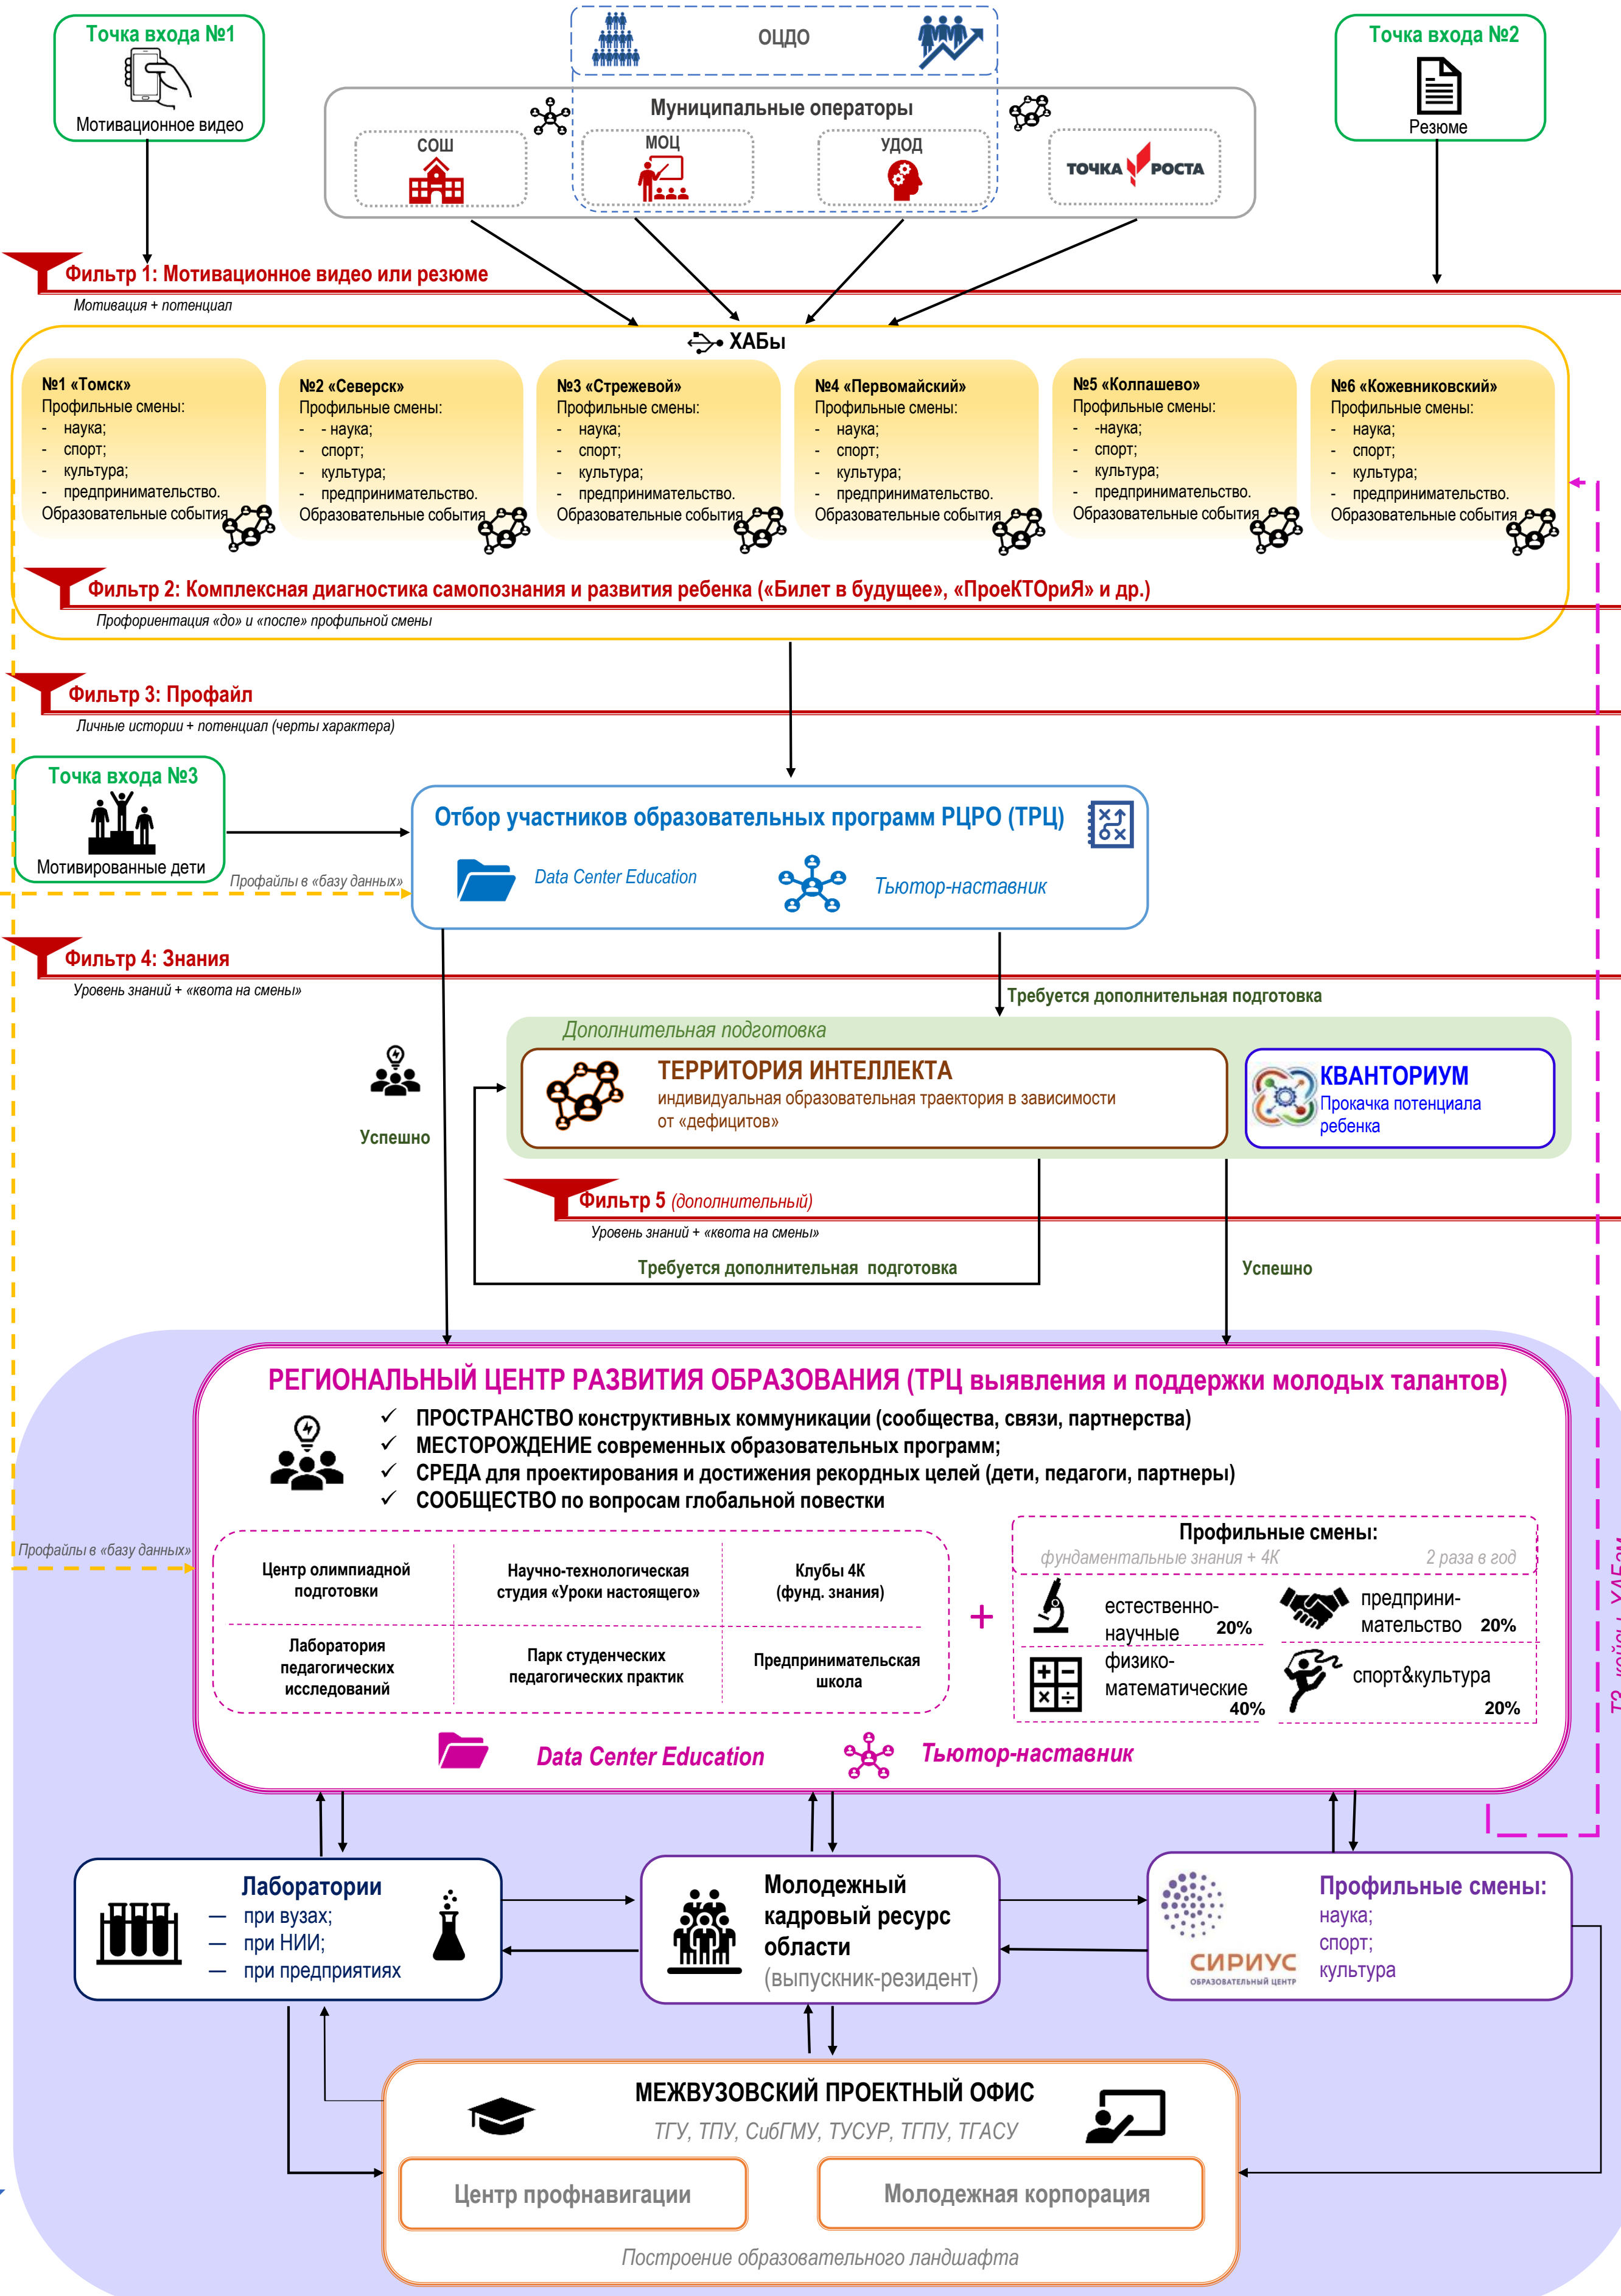 Точка входа №1
Мотивационное видео
ОЦДО
Точка входа №2
Резюме
Муниципальные операторы
СОШ
МОЦ
УДОД
ТОЧКА РОСТА
Фильтр 1: Мотивационное видео или резюме
Мотивация + потенциал
ХАБы
№1 «Томск»
Профильные смены:
- наука;
- спорт;
- культура;
- предпринимательство.
Образовательные события
№2 «Северск»
Профильные смены:
- - наука;
- спорт;
- культура;
- предпринимательство.
Образовательные события
№3 «Стрежевой»
Профильные смены:
- наука;
- спорт;
- культура;
- предпринимательство.
Образовательные события
№4 «Первомайский»
Профильные смены:
- наука;
- спорт;
- культура;
- предпринимательство.
Образовательные события
№5 «Колпашево»
Профильные смены:
- -наука;
- спорт;
- культура;
- предпринимательство.
Образовательные события
№6 «Кожевниковский»
Профильные смены:
- наука;
- спорт;
- культура;
- предпринимательство.
Образовательные события
Фильтр 2: Комплексная диагностика самопознания и развития ребенка («Билет в будущее», «ПроеКТОриЯ» и др.)
Профориентация «до» и «после» профильной смены
Фильтр 3: Профайл
Личные истории + потенциал (черты характера)
Точка входа №3
Мотивированные дети
Профайлы в «базу данных»
Отбор участников образовательных программ РЦРО (ТРЦ)
Data Center Education
Тьютор-наставник
Фильтр 4: Знания
Уровень знаний + «квота на смены»
Требуется дополнительная подготовка
Дополнительная подготовка
ТЕРРИТОРИЯ ИНТЕЛЛЕКТА
индивидуальная образовательная траектория в зависимости
от «дефицитов»
КВАНТОРИУМ
Прокачка потенциала
ребенка
Успешно
Фильтр 5 (дополнительный)
Уровень знаний + «квота на смены»
Требуется дополнительная подготовка
Успешно
РЕГИОНАЛЬНЫЙ ЦЕНТР РАЗВИТИЯ ОБРАЗОВАНИЯ (ТРЦ выявления и поддержки молодых талантов)
✓ ПРОСТРАНСТВО конструктивных коммуникации (сообщества, связи, партнерства)
✓ МЕСТОРОЖДЕНИЕ современных образовательных программ;
✓ СРЕДА для проектирования и достижения рекордных целей (дети, педагоги, партнеры)
✓ СООБЩЕСТВО по вопросам глобальной повестки
Профайлы в «базу данных»
Центр олимпиадной
подготовки
Научно-технологическая
студия «Уроки настоящего»
Клубы 4К
(фунд. знания)
Лаборатория
педагогических
исследований
Парк студенческих
педагогических практик
Предпринимательская
школа
+
Профильные смены:
фундаментальные знания + 4К 2 раза в год
естественно-
научные 20%
предприни-
мательство 20%
физико-
математические
40%
спорт&культура
20%
Data Center Education
Тьютор-наставник
ТЗ, кейсы ХАБам
Лаборатории
— при вузах;
— при НИИ;
— при предприятиях
Молодежный
кадровый ресурс
области
(выпускник-резидент)
СИРИУС
ОБРАЗОВАТЕЛЬНЫЙ ЦЕНТР
Профильные смены:
наука;
спорт;
культура
МЕЖВУЗОВСКИЙ ПРОЕКТНЫЙ ОФИС
ТГУ, ТПУ, СибГМУ, ТУСУР, ТГПУ, ТГАСУ
Центр профнавигации
Молодежная корпорация
Построение образовательного ландшафта